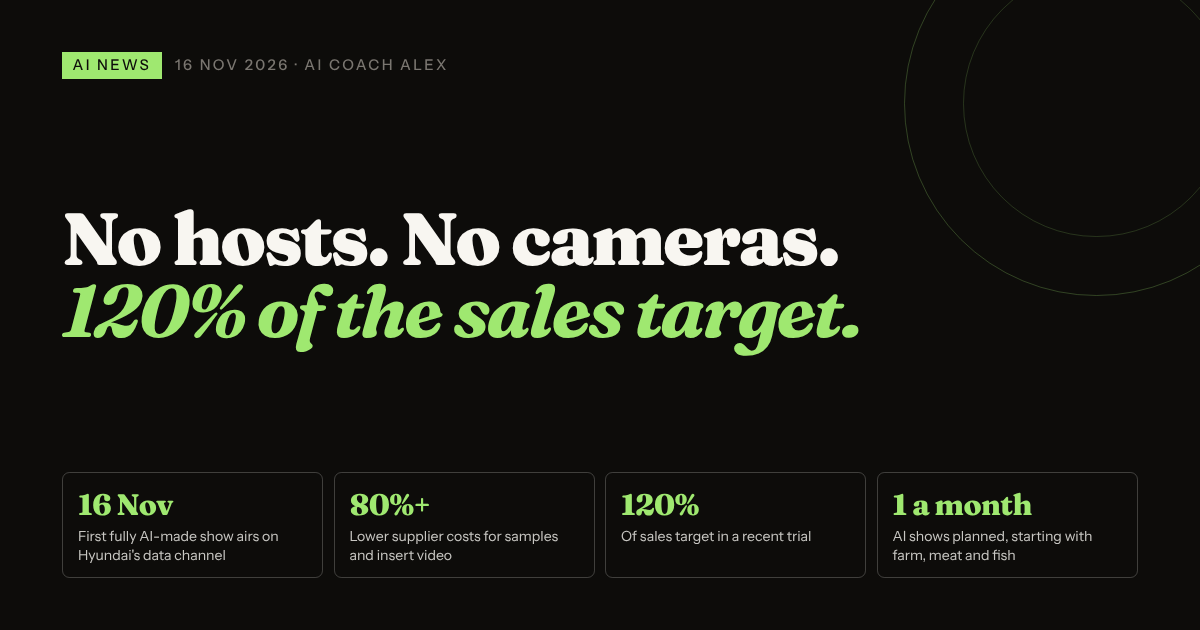 AI NEWS 16 NOV 2026 · AI COACH ALEX
No hosts. No cameras.
120% of the sales target.
16 Nov
First fully AI-made show airs on
Hyundai's data channel
80%+
Lower supplier costs for samples
and insert video
120%
Of sales target in a recent trial
1 a month
AI shows planned, starting with
farm, meat and fish